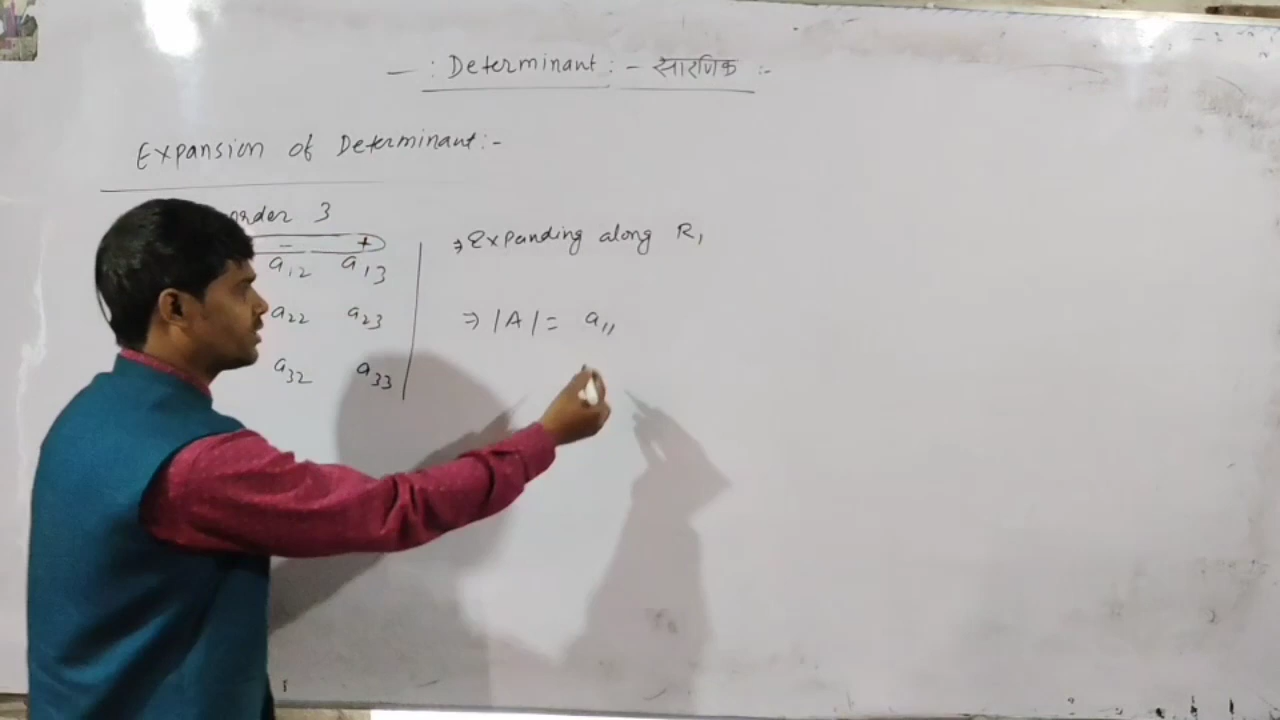 — : Determinant : - सारणिक :-
Expansion of Determinant:-
order 3
- +
a12 a13
a22 a23
a32 a33
⇒ Expanding along R1
⇒ |A| = a11